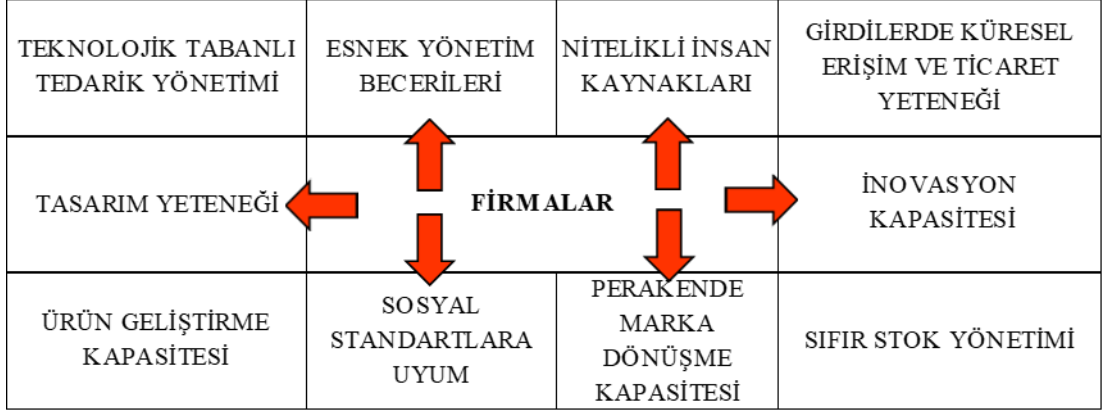 TEKNOLOJİK TABANLI
TEDARİK YÖNETİMİ
ESNEK YÖNETİM
BECERİLERİ
NİTELİKLİ İNSAN
KAYNAKLARI
GİRDİLERDE KÜRESEL
ERİŞİM VE TİCARET
YETENEĞİ
TASARIM YETENEĞİ
FİRMALAR
İNOVASYON
KAPASİTESİ
ÜRÜN GELİŞTİRME
KAPASİTESİ
SOSYAL
STANDARTLARA
UYUM
PERAKENDE
MARKA
DÖNÜŞME
KAPASİTESİ
SIFIR STOK YÖNETİMİ